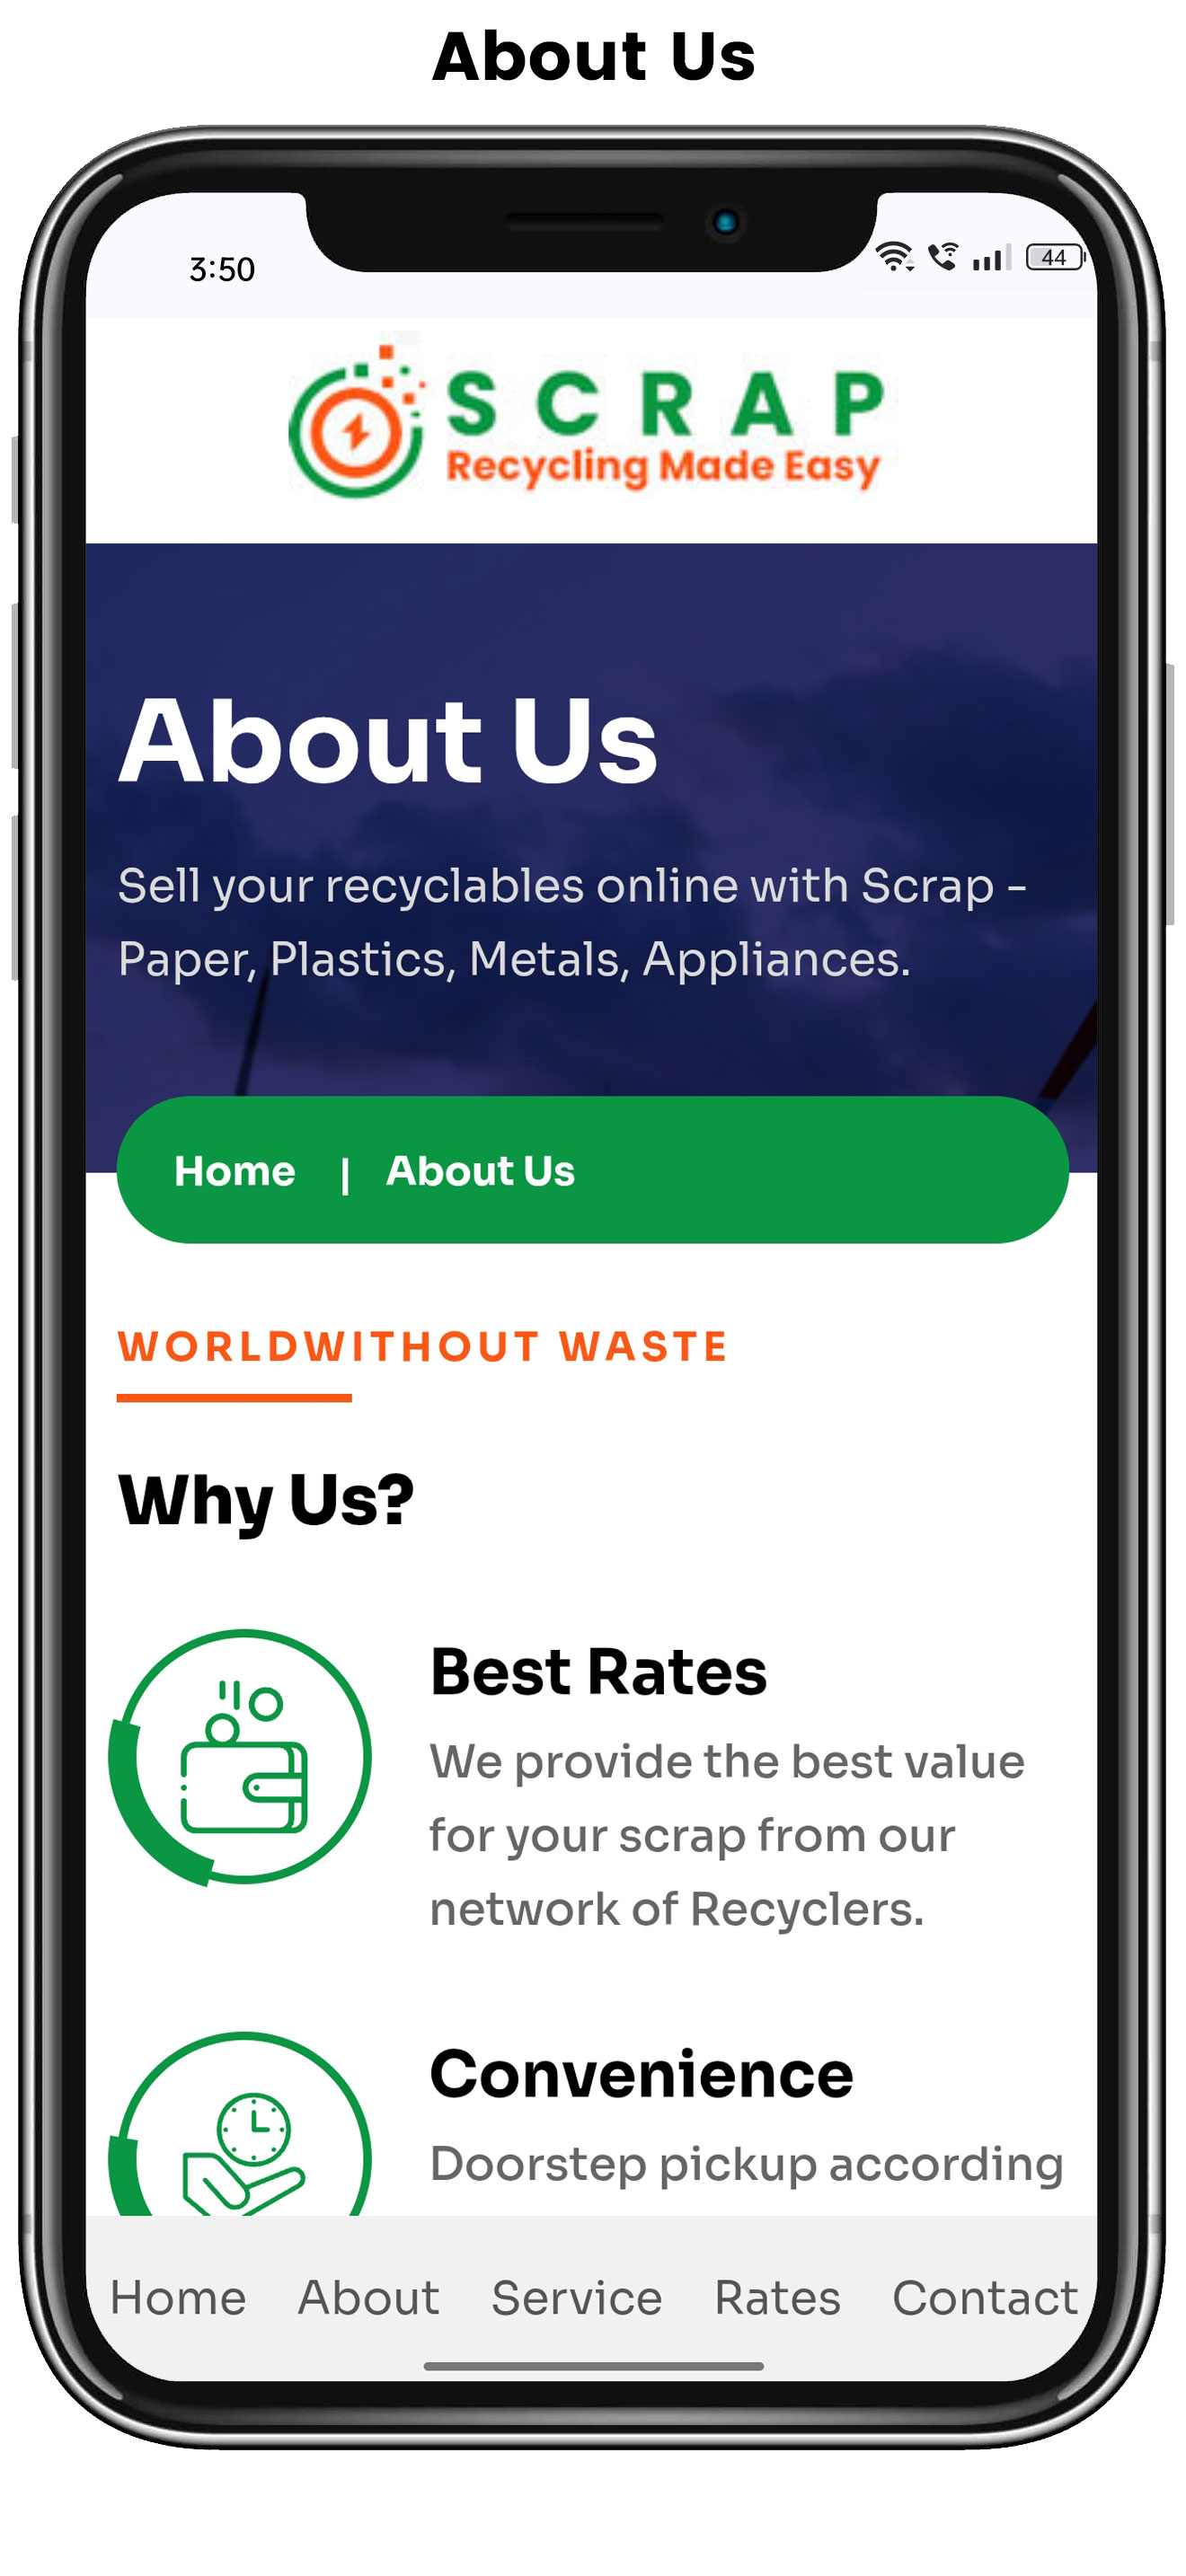 About Us
3:50
44
SCRAP
Recycling Made Easy
About Us
Sell your recyclables online with Scrap -
Paper, Plastics, Metals, Appliances.
Home | About Us
WORLDWITHOUT WASTE
Why Us?
Best Rates
We provide the best value
for your scrap from our
network of Recyclers.
Convenience
Doorstep pickup according
Home About Service Rates Contact